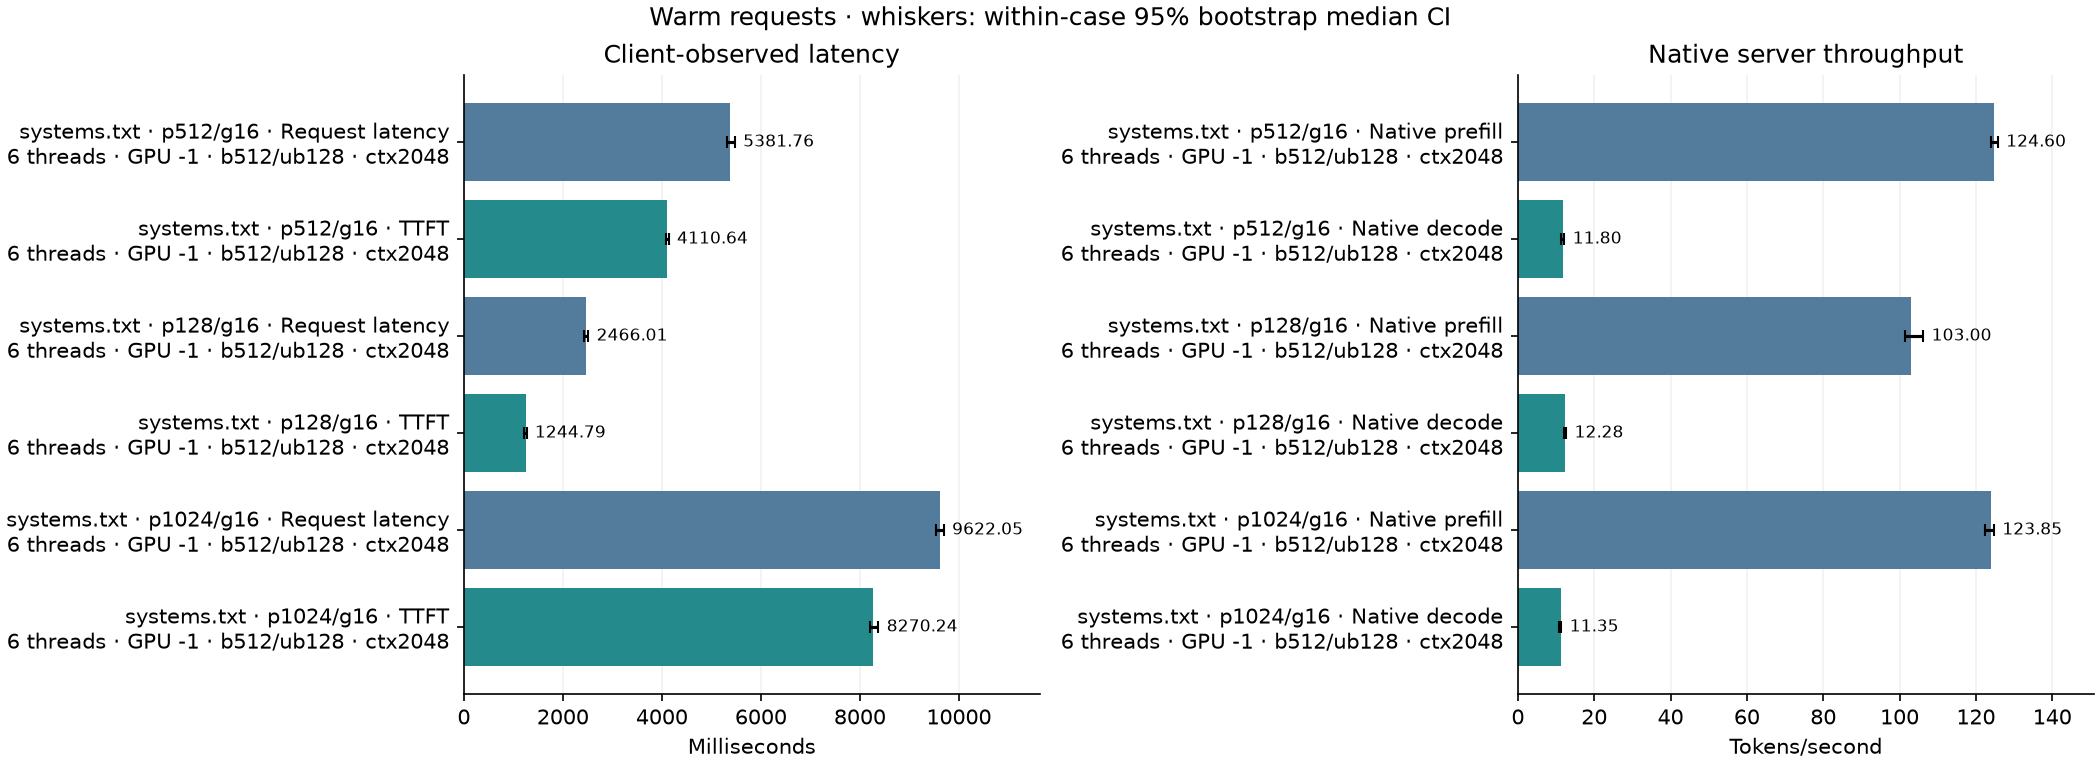 Warm requests · whiskers: within-case 95% bootstrap median CI
Client-observed latency
systems.txt · p512/g16 · Request latency
6 threads · GPU -1 · b512/ub128 · ctx2048
5381.76
systems.txt · p512/g16 · TTFT
6 threads · GPU -1 · b512/ub128 · ctx2048
4110.64
systems.txt · p128/g16 · Request latency
6 threads · GPU -1 · b512/ub128 · ctx2048
2466.01
systems.txt · p128/g16 · TTFT
6 threads · GPU -1 · b512/ub128 · ctx2048
1244.79
systems.txt · p1024/g16 · Request latency
6 threads · GPU -1 · b512/ub128 · ctx2048
9622.05
systems.txt · p1024/g16 · TTFT
6 threads · GPU -1 · b512/ub128 · ctx2048
8270.24
0 2000 4000 6000 8000 10000
Milliseconds
Native server throughput
systems.txt · p512/g16 · Native prefill
6 threads · GPU -1 · b512/ub128 · ctx2048
124.60
systems.txt · p512/g16 · Native decode
6 threads · GPU -1 · b512/ub128 · ctx2048
11.80
systems.txt · p128/g16 · Native prefill
6 threads · GPU -1 · b512/ub128 · ctx2048
103.00
systems.txt · p128/g16 · Native decode
6 threads · GPU -1 · b512/ub128 · ctx2048
12.28
systems.txt · p1024/g16 · Native prefill
6 threads · GPU -1 · b512/ub128 · ctx2048
123.85
systems.txt · p1024/g16 · Native decode
6 threads · GPU -1 · b512/ub128 · ctx2048
11.35
0 20 40 60 80 100 120 140
Tokens/second